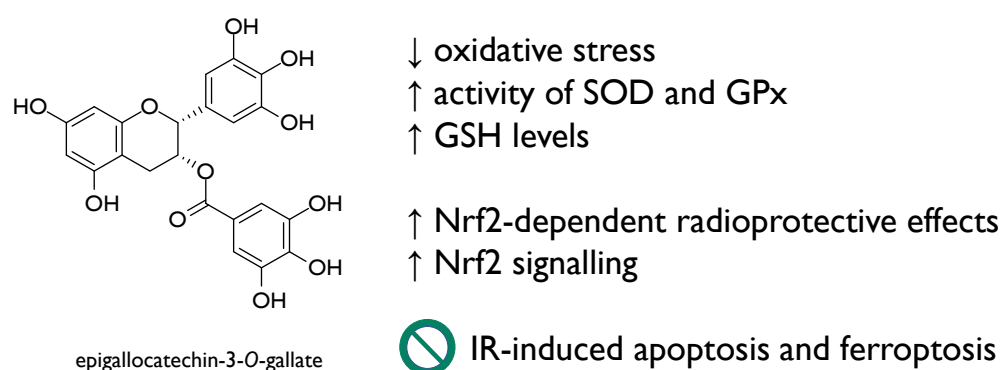 OH
OH
HO
O
OH
O
OH
O
OH
OH
OH
epigallocatechin-3-O-gallate
↓ oxidative stress
↑ activity of SOD and GPx
↑ GSH levels
↑ Nrf2-dependent radioprotective effects
↑ Nrf2 signalling
IR-induced apoptosis and ferroptosis